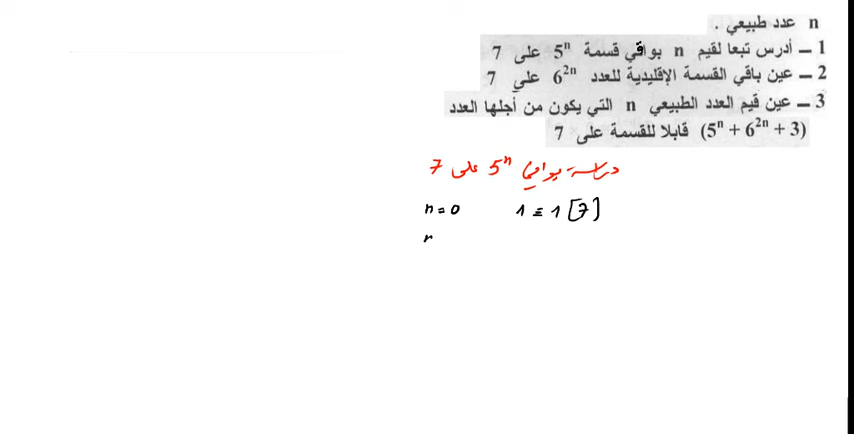 n عدد طبيعي .
1 – أدرس تبعا لقيم n بواقي قسمة 5ⁿ على 7
2 – عين باقي القسمة الإقليدية للعدد 6²ⁿ على 7
3 – عين قيم العدد الطبيعي n التي يكون من أجلها العدد
(5ⁿ + 6²ⁿ + 3) قابلا للقسمة على 7
دراسة بواقي 5ⁿ على 7
n = 0 1 ≡ 1 [7]